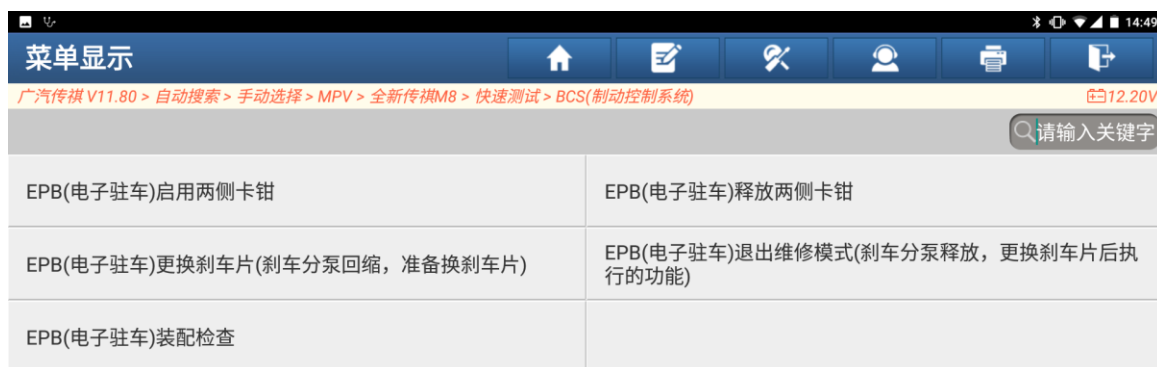 14:49
菜单显示
广汽传祺 V11.80 > 自动搜索 > 手动选择 > MPV > 全新传祺M8 > 快速测试 > BCS(制动控制系统)
12.20V
请输入关键字
EPB(电子驻车)启用两侧卡钳
EPB(电子驻车)释放两侧卡钳
EPB(电子驻车)更换刹车片(刹车分泵回缩，准备换刹车片)
EPB(电子驻车)退出维修模式(刹车分泵释放，更换刹车片后执
行的功能)
EPB(电子驻车)装配检查